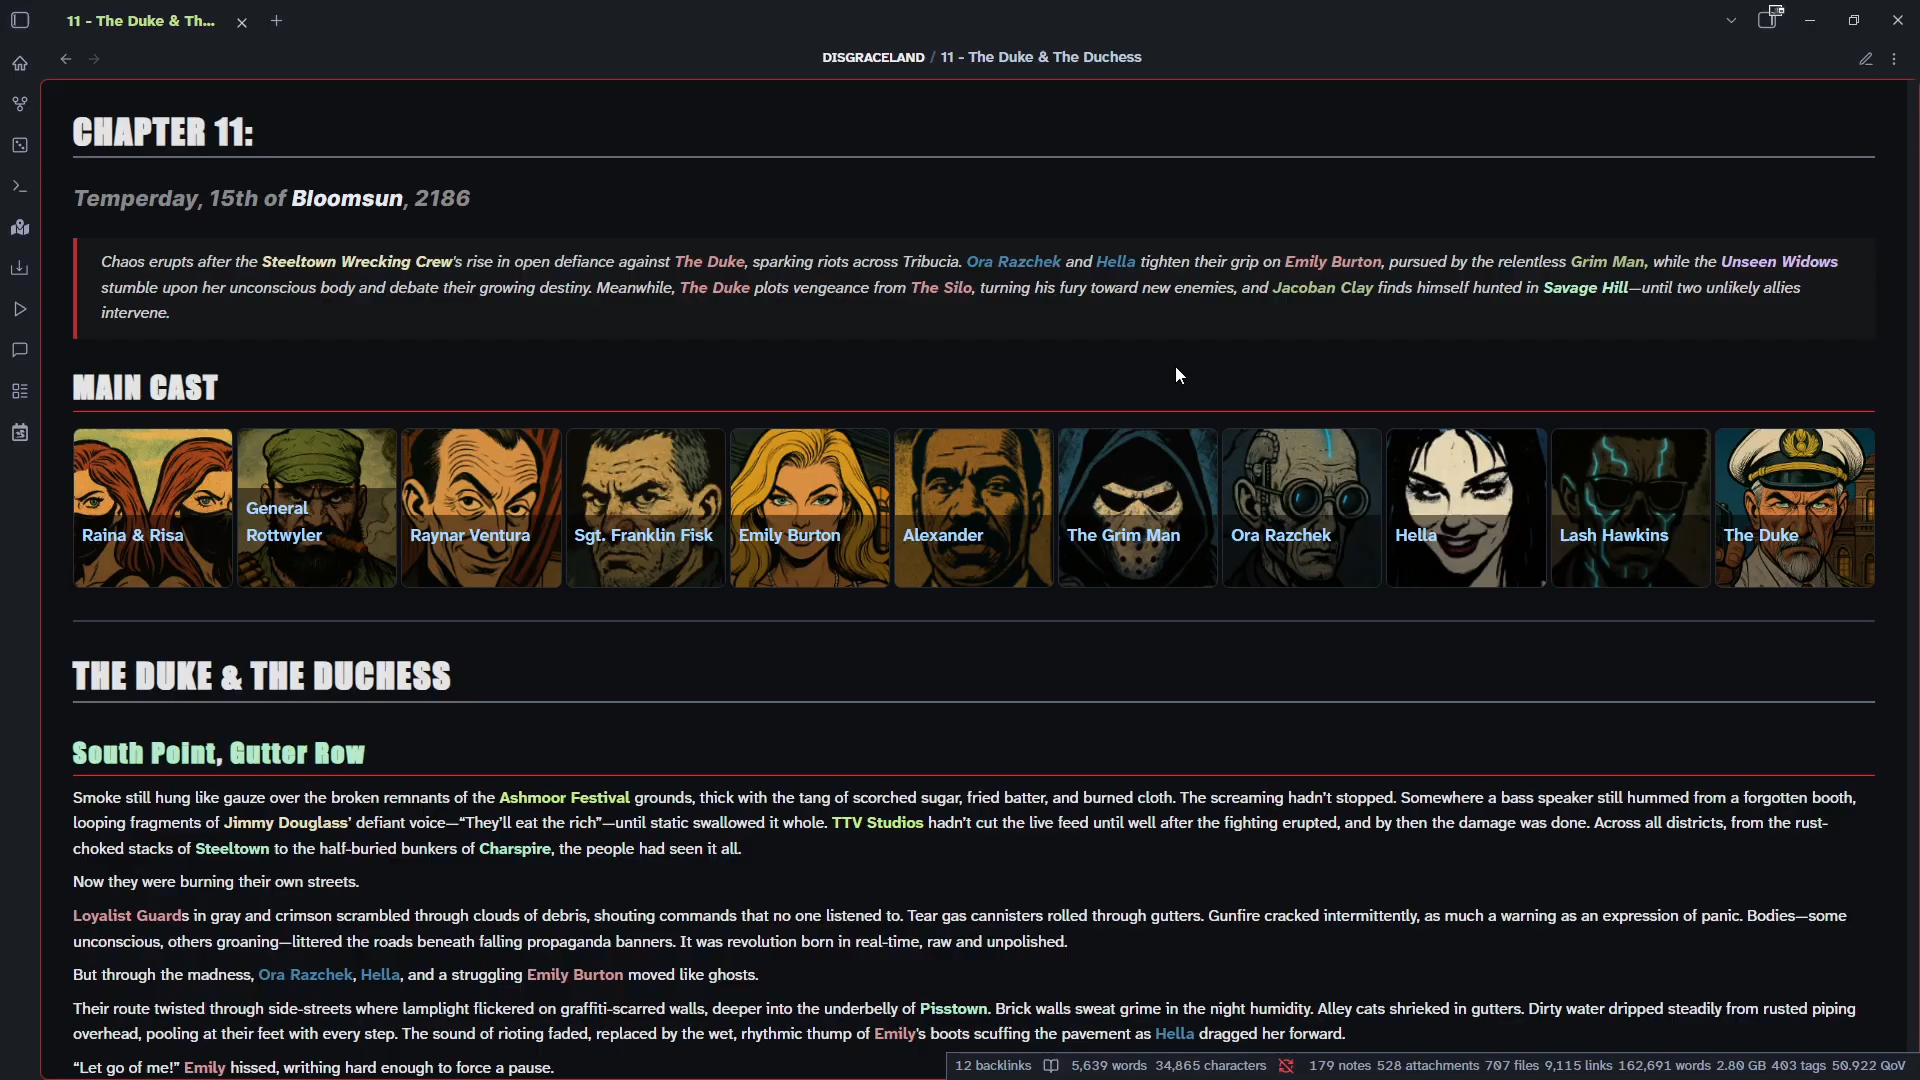 11 - The Duke & Th...
DISGRACELAND / 11 - The Duke & The Duchess
CHAPTER 11:
Temperday, 15th of Bloomsun, 2186
Chaos erupts after the Steeltown Wrecking Crew's rise in open defiance against The Duke, sparking riots across Tribucia. Ora Razchek and Hella tighten their grip on Emily Burton, pursued by the relentless Grim Man, while the Unseen Widows
stumble upon her unconscious body and debate their growing destiny. Meanwhile, The Duke plots vengeance from The Silo, turning his fury toward new enemies, and Jacoban Clay finds himself hunted in Savage Hill—until two unlikely allies
intervene.
MAIN CAST
Raina & Risa
General
Rottwyler
Raynar Ventura
Sgt. Franklin Fisk
Emily Burton
Alexander
The Grim Man
Ora Razchek
Hella
Lash Hawkins
The Duke
THE DUKE & THE DUCHESS
South Point, Gutter Row
Smoke still hung like gauze over the broken remnants of the Ashmoor Festival grounds, thick with the tang of scorched sugar, fried batter, and burned cloth. The screaming hadn't stopped. Somewhere a bass speaker still hummed from a forgotten booth,
looping fragments of Jimmy Douglass' defiant voice—“They'll eat the rich”—until static swallowed it whole. TTV Studios hadn't cut the live feed until well after the fighting erupted, and by then the damage was done. Across all districts, from the rust-
choked stacks of Steeltown to the half-buried bunkers of Charspire, the people had seen it all.
Now they were burning their own streets.
Loyalist Guards in gray and crimson scrambled through clouds of debris, shouting commands that no one listened to. Tear gas cannisters rolled through gutters. Gunfire cracked intermittently, as much a warning as an expression of panic. Bodies—some
unconscious, others groaning—littered the roads beneath falling propaganda banners. It was revolution born in real-time, raw and unpolished.
But through the madness, Ora Razchek, Hella, and a struggling Emily Burton moved like ghosts.
Their route twisted through side-streets where lamplight flickered on graffiti-scarred walls, deeper into the underbelly of Pisstown. Brick walls sweat grime in the night humidity. Alley cats shrieked in gutters. Dirty water dripped steadily from rusted piping
overhead, pooling at their feet with every step. The sound of rioting faded, replaced by the wet, rhythmic thump of Emily's boots scuffing the pavement as Hella dragged her forward.
“Let go of me!” Emily hissed, writhing hard enough to force a pause.
12 backlinks 5,639 words 34,865 characters 179 notes 528 attachments 707 files 9,115 links 162,691 words 2.80 GB 403 tags 50.922 QoV